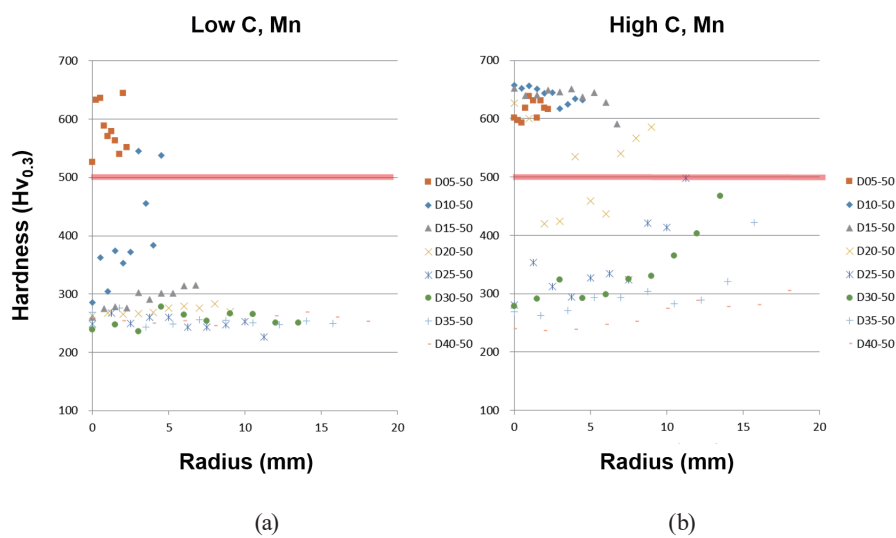 Low C, Mn
700
600
500
400
300
200
100
0
5
10
15
20
Hardness (Hv0.3)
Radius (mm)
D05-50
D10-50
D15-50
D20-50
D25-50
D30-50
D35-50
D40-50
(a)
High C, Mn
700
600
500
400
300
200
100
0
5
10
15
20
Radius (mm)
D05-50
D10-50
D15-50
D20-50
D25-50
D30-50
D35-50
D40-50
(b)